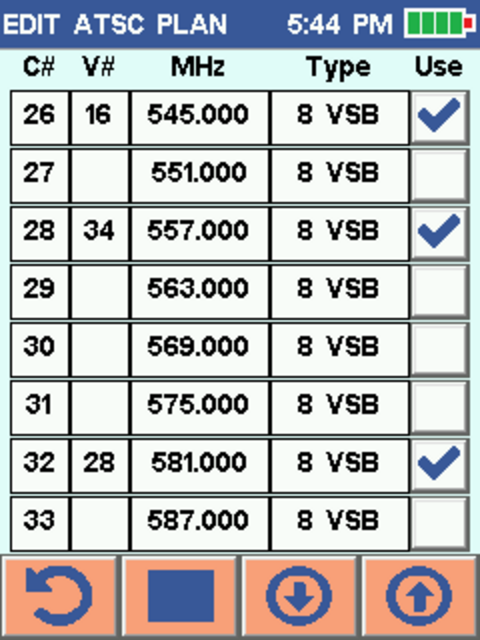 EDIT ATSC PLAN 5:44 PM
C# V# MHz Type Use
26 16 545.000 8 VSB
27 551.000 8 VSB
28 34 557.000 8 VSB
29 563.000 8 VSB
30 569.000 8 VSB
31 575.000 8 VSB
32 28 581.000 8 VSB
33 587.000 8 VSB